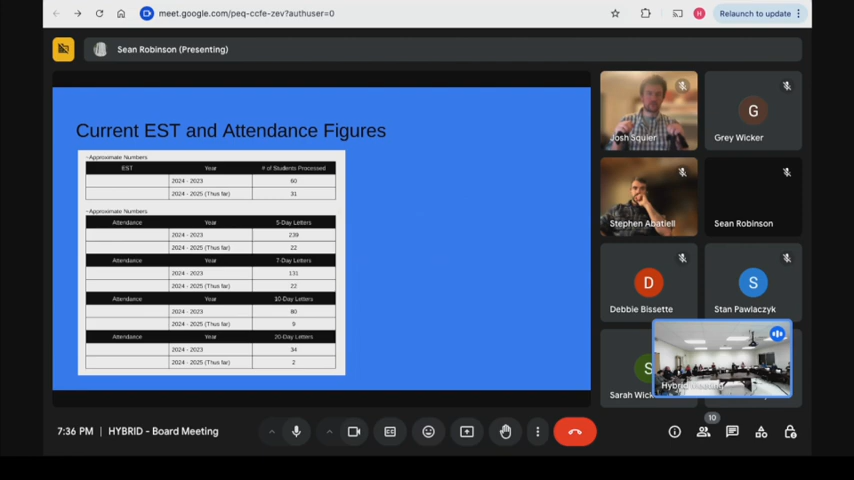 meet.google.com/peq-ccfe-zev?authuser=0
H
Relaunch to update
Sean Robinson (Presenting)
Current EST and Attendance Figures
~Approximate Numbers
EST Year # of Students Processed
2024 - 2023 60
2024 - 2025 (Thus far) 31
~Approximate Numbers
Attendance Year 5-Day Letters
2024 - 2023 239
2024 - 2025 (Thus far) 22
Attendance Year 7-Day Letters
2024 - 2023 131
2024 - 2025 (Thus far) 22
Attendance Year 10-Day Letters
2024 - 2023 80
2024 - 2025 (Thus far) 9
Attendance Year 20-Day Letters
2024 - 2023 34
2024 - 2025 (Thus far) 2
Josh Squier
G
Grey Wicker
Stephen Abatiell
Sean Robinson
D
Debbie Bissette
S
Stan Pawlaczyk
S
Sarah Wick
Hybrid Meeting
10
7:36 PM | HYBRID - Board Meeting